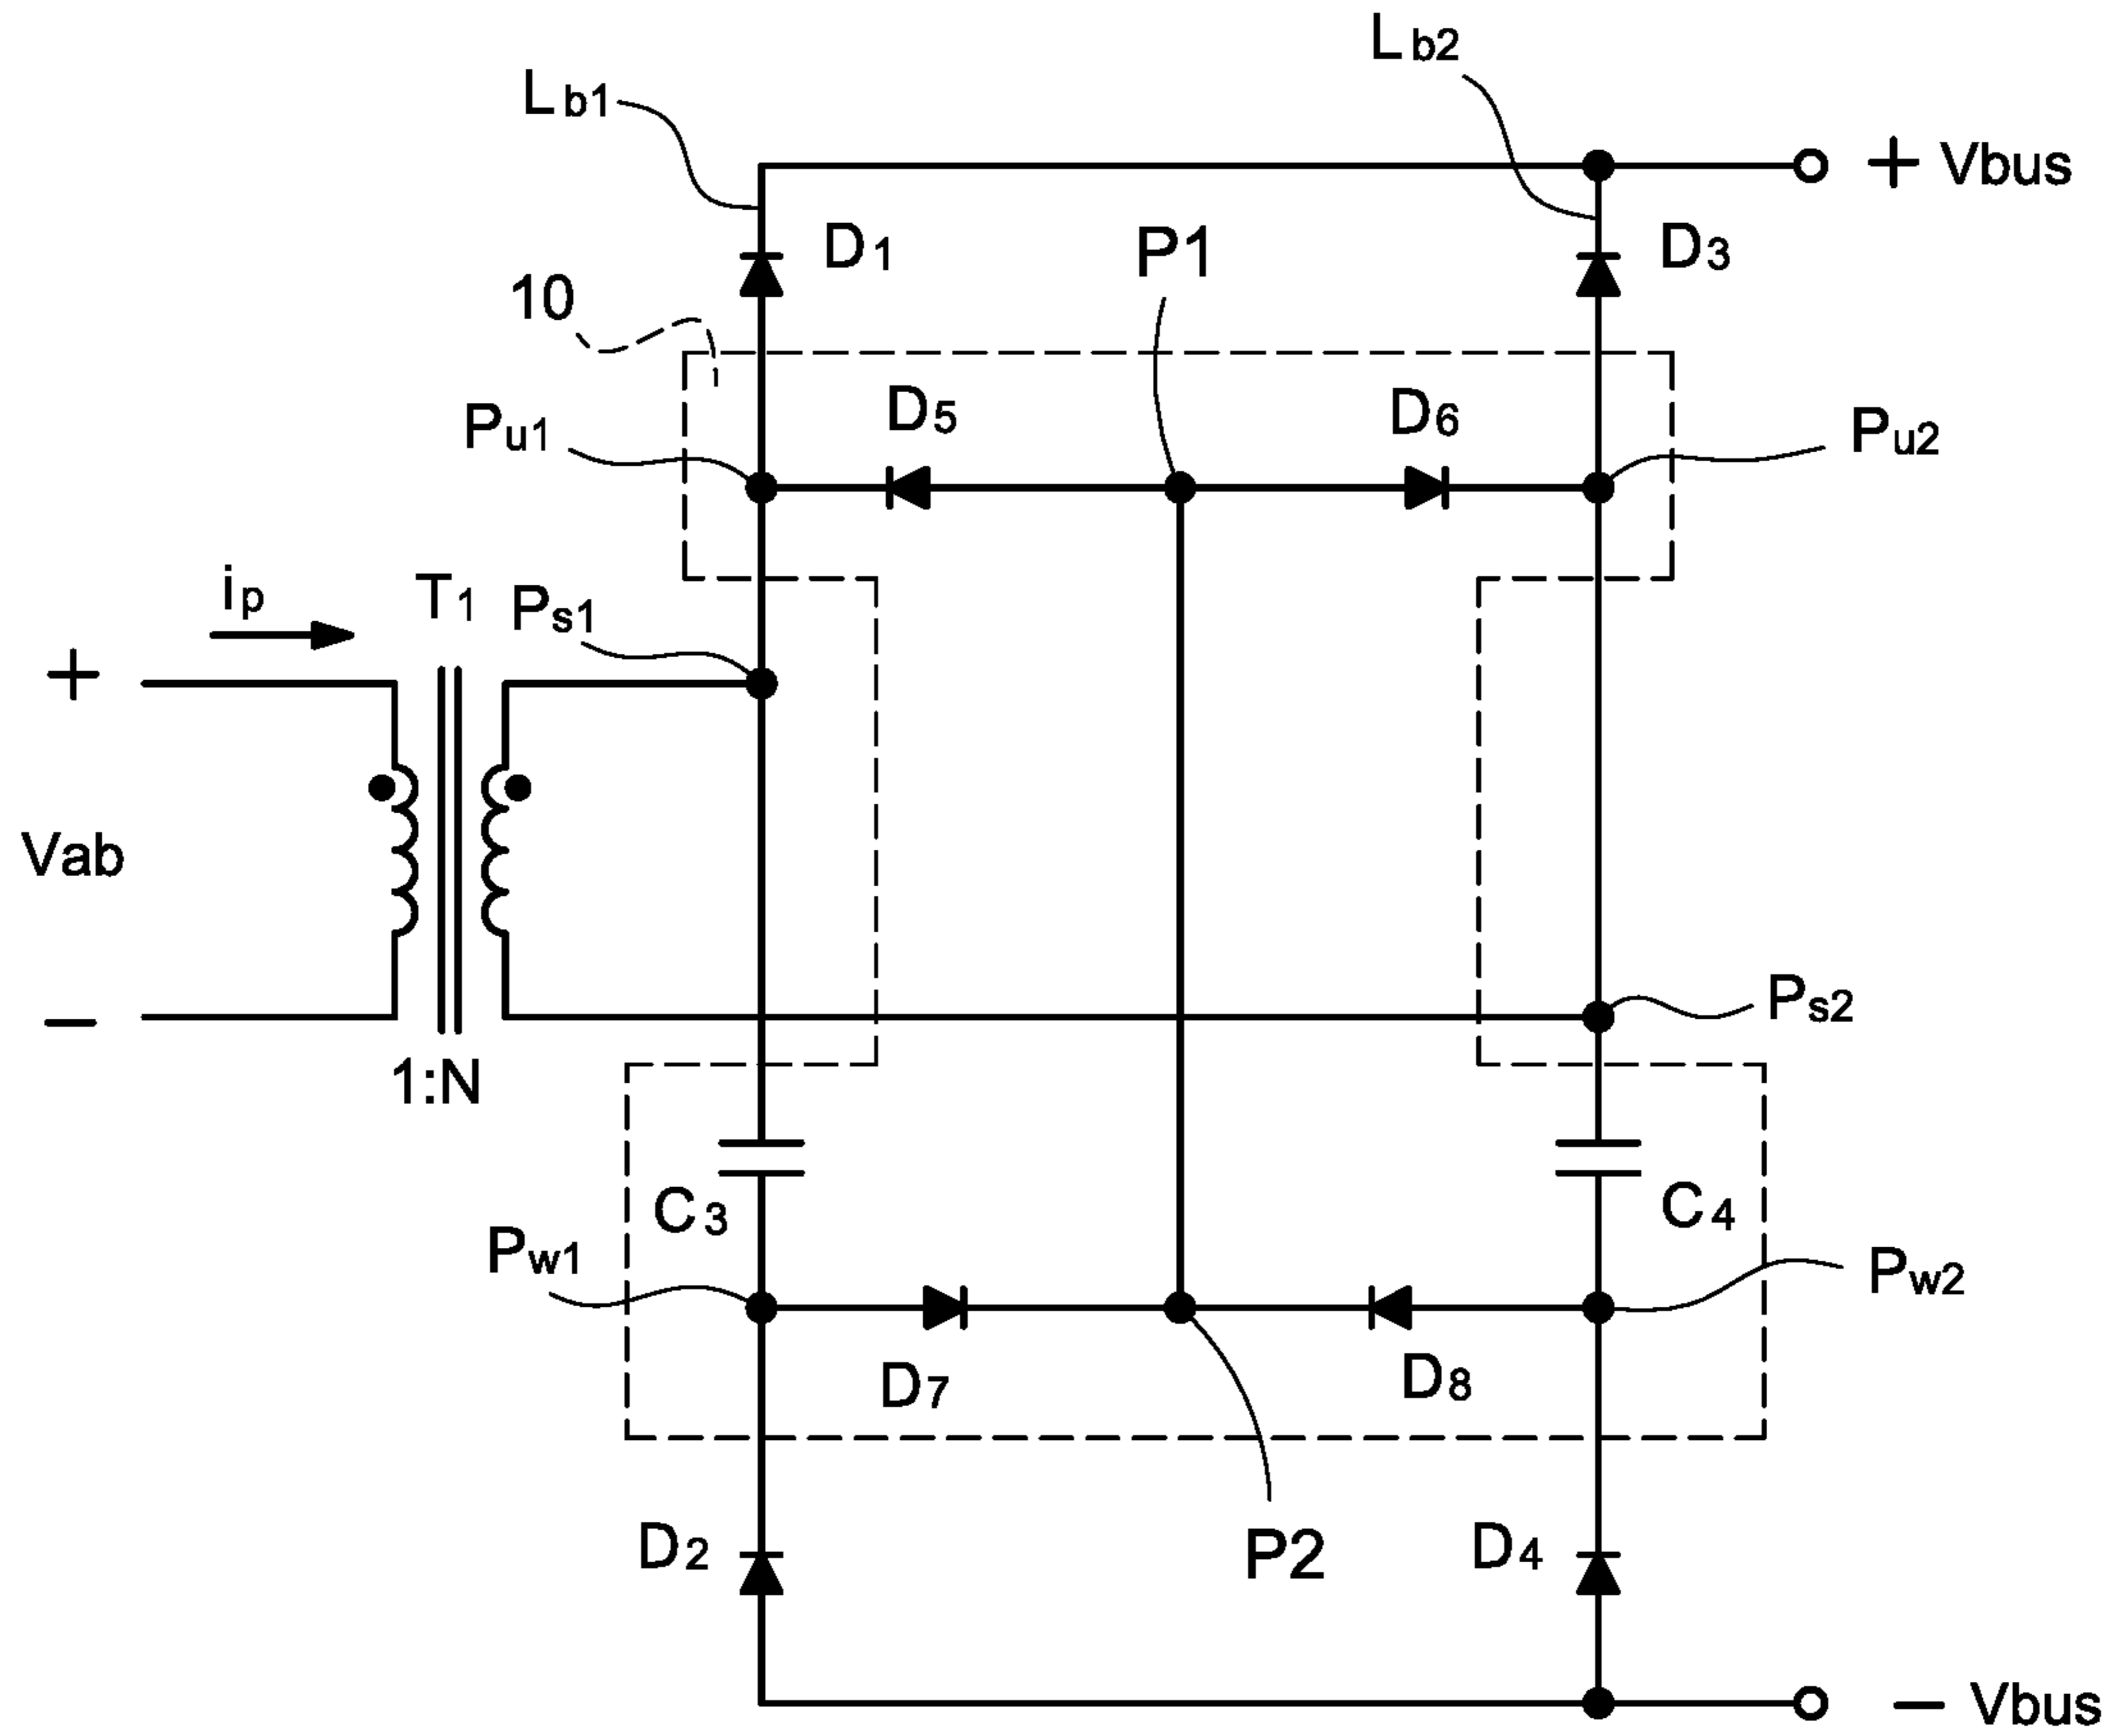 Lb2
Lb1
+ Vbus
D1
P1
D3
10
D5
D6
Pu1
Pu2
ip
T1
Ps1
+
Vab
Ps2
−
1:N
C3
C4
Pw1
Pw2
D7
D8
D2
P2
D4
− Vbus